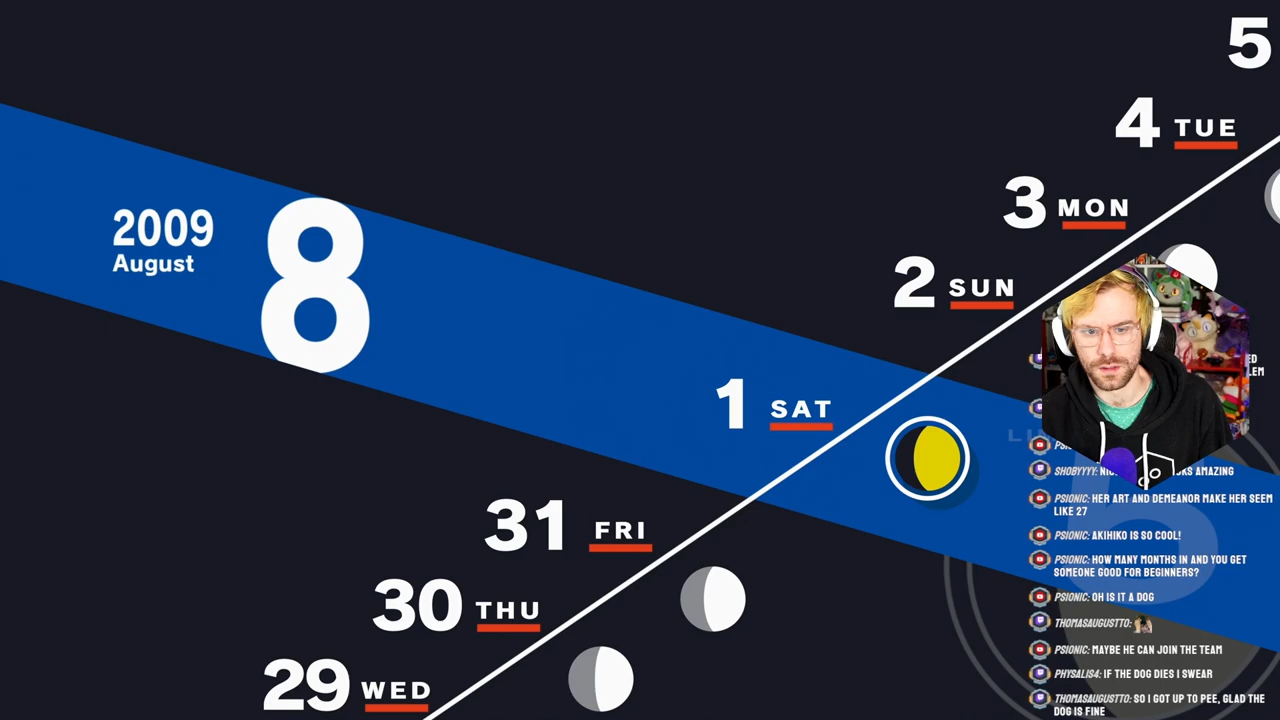 5
4 TUE
3 MON
2 SUN
2009
August
8
1 SAT
31 FRI
30 THU
29 WED
SHOBYYYY:
AMAZING
PSIONIC: HER ART AND DEMEANOR MAKE HER SEEM
LIKE 27
PSIONIC: AKIHIKO IS SO COOL!
PSIONIC: HOW MANY MONTHS IN AND YOU GET
SOMEONE GOOD FOR BEGINNERS?
PSIONIC: OH IS IT A DOG
THOMASAUGUSTTO:
PSIONIC: MAYBE HE CAN JOIN THE TEAM
PHYSALIS4: IF THE DOG DIES I SWEAR
THOMASAUGUSTTO: SO I GOT UP TO PEE, GLAD THE
DOG IS FINE